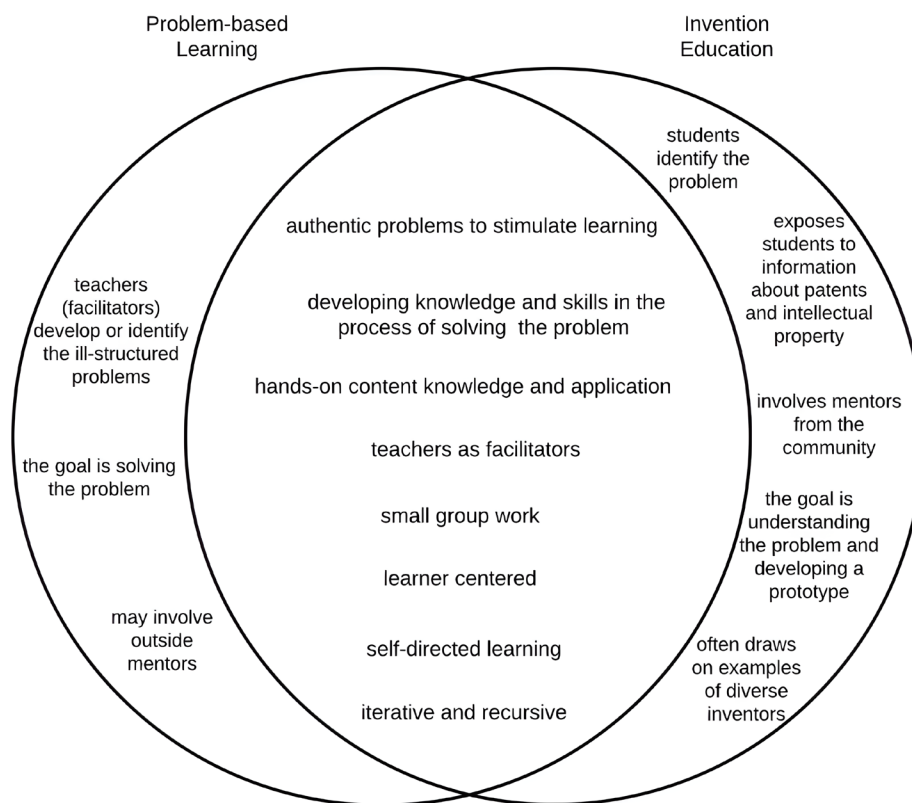 Problem-based
Learning
Invention
Education
teachers
(facilitators)
develop or identify
the ill-structured
problems
the goal is solving
the problem
may involve
outside
mentors
authentic problems to stimulate learning
developing knowledge and skills in the
process of solving the problem
hands-on content knowledge and application
teachers as facilitators
small group work
learner centered
self-directed learning
iterative and recursive
students
identify the
problem
exposes
students to
information
about patents
and intellectual
property
involves mentors
from the
community
the goal is
understanding
the problem and
developing a
prototype
often draws
on examples
of diverse
inventors